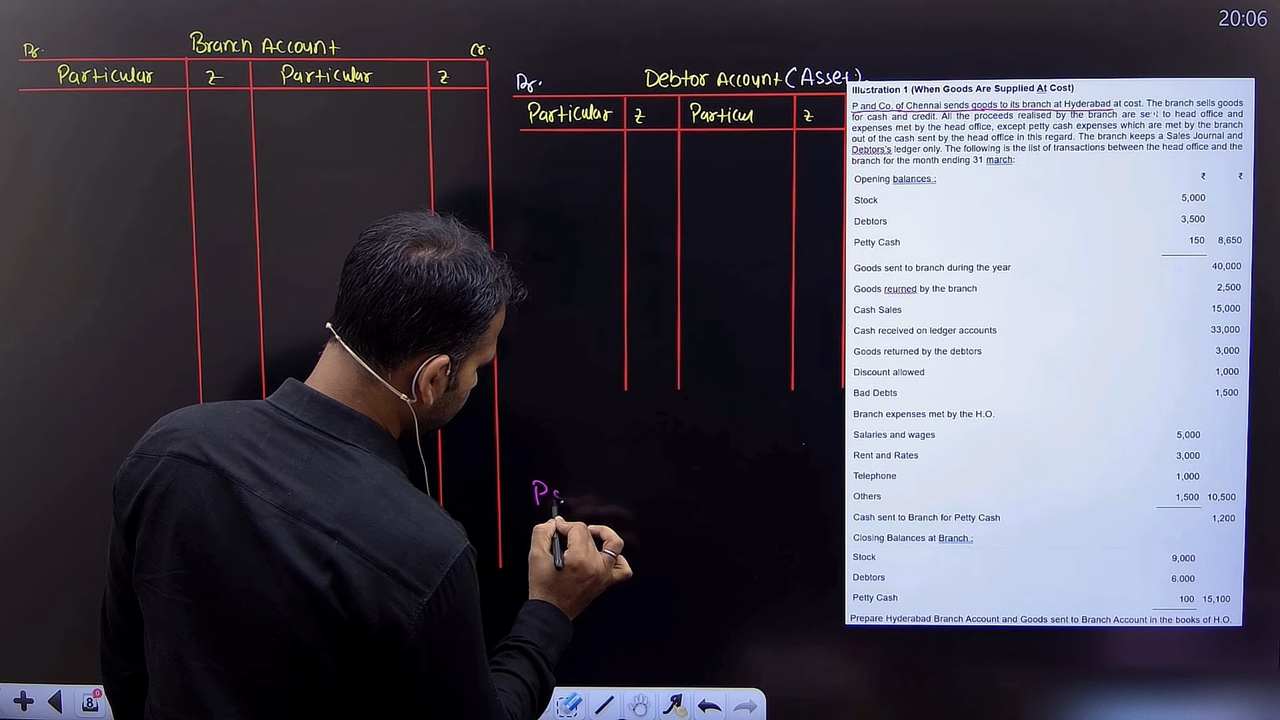 20:06
Dr. Branch Account Cr.
Particular z Particular z
Dr. Debtor Account (Asset)
Particular z Particul z
Illustration 1 (When Goods Are Supplied At Cost)
P and Co. of Chennai sends goods to its branch at Hyderabad at cost. The branch sells goods
for cash and credit. All the proceeds realised by the branch are sent to head office and
expenses met by the head office, except petty cash expenses which are met by the branch
out of the cash sent by the head office in this regard. The branch keeps a Sales Journal and
Debtors's ledger only. The following is the list of transactions between the head office and the
branch for the month ending 31 march:
Opening balances : ₹ ₹
Stock 5,000
Debtors 3,500
Petty Cash 150 8,650
Goods sent to branch during the year 40,000
Goods reurned by the branch 2,500
Cash Sales 15,000
Cash received on ledger accounts 33,000
Goods returned by the debtors 3,000
Discount allowed 1,000
Bad Debts 1,500
Branch expenses met by the H.O.
Salaries and wages 5,000
Rent and Rates 3,000
Telephone 1,000
Others 1,500 10,500
Cash sent to Branch for Petty Cash 1,200
Closing Balances at Branch :
Stock 9,000
Debtors 6.000
Petty Cash 100 15,100
Prepare Hyderabad Branch Account and Goods sent to Branch Account in the books of H.O.
8